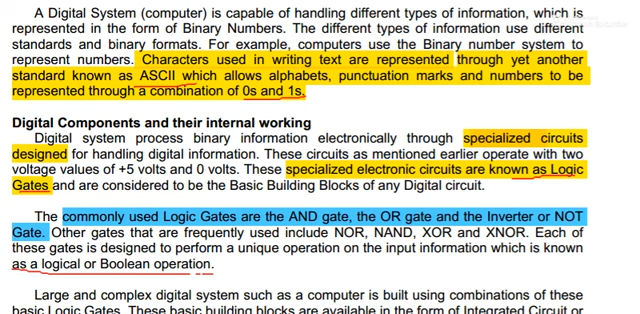 A Digital System (computer) is capable of handling different types of information, which is
represented in the form of Binary Numbers. The different types of information use different
standards and binary formats. For example, computers use the Binary number system to
represent numbers. Characters used in writing text are represented through yet another
standard known as ASCII which allows alphabets, punctuation marks and numbers to be
represented through a combination of 0s and 1s.
Digital Components and their internal working
Digital system process binary information electronically through specialized circuits
designed for handling digital information. These circuits as mentioned earlier operate with two
voltage values of +5 volts and 0 volts. These specialized electronic circuits are known as Logic
Gates and are considered to be the Basic Building Blocks of any Digital circuit.
The commonly used Logic Gates are the AND gate, the OR gate and the Inverter or NOT
Gate. Other gates that are frequently used include NOR, NAND, XOR and XNOR. Each of
these gates is designed to perform a unique operation on the input information which is known
as a logical or Boolean operation.
Large and complex digital system such as a computer is built using combinations of these
basic Logic Gates. These basic building blocks are available in the form of Integrated Circuit or